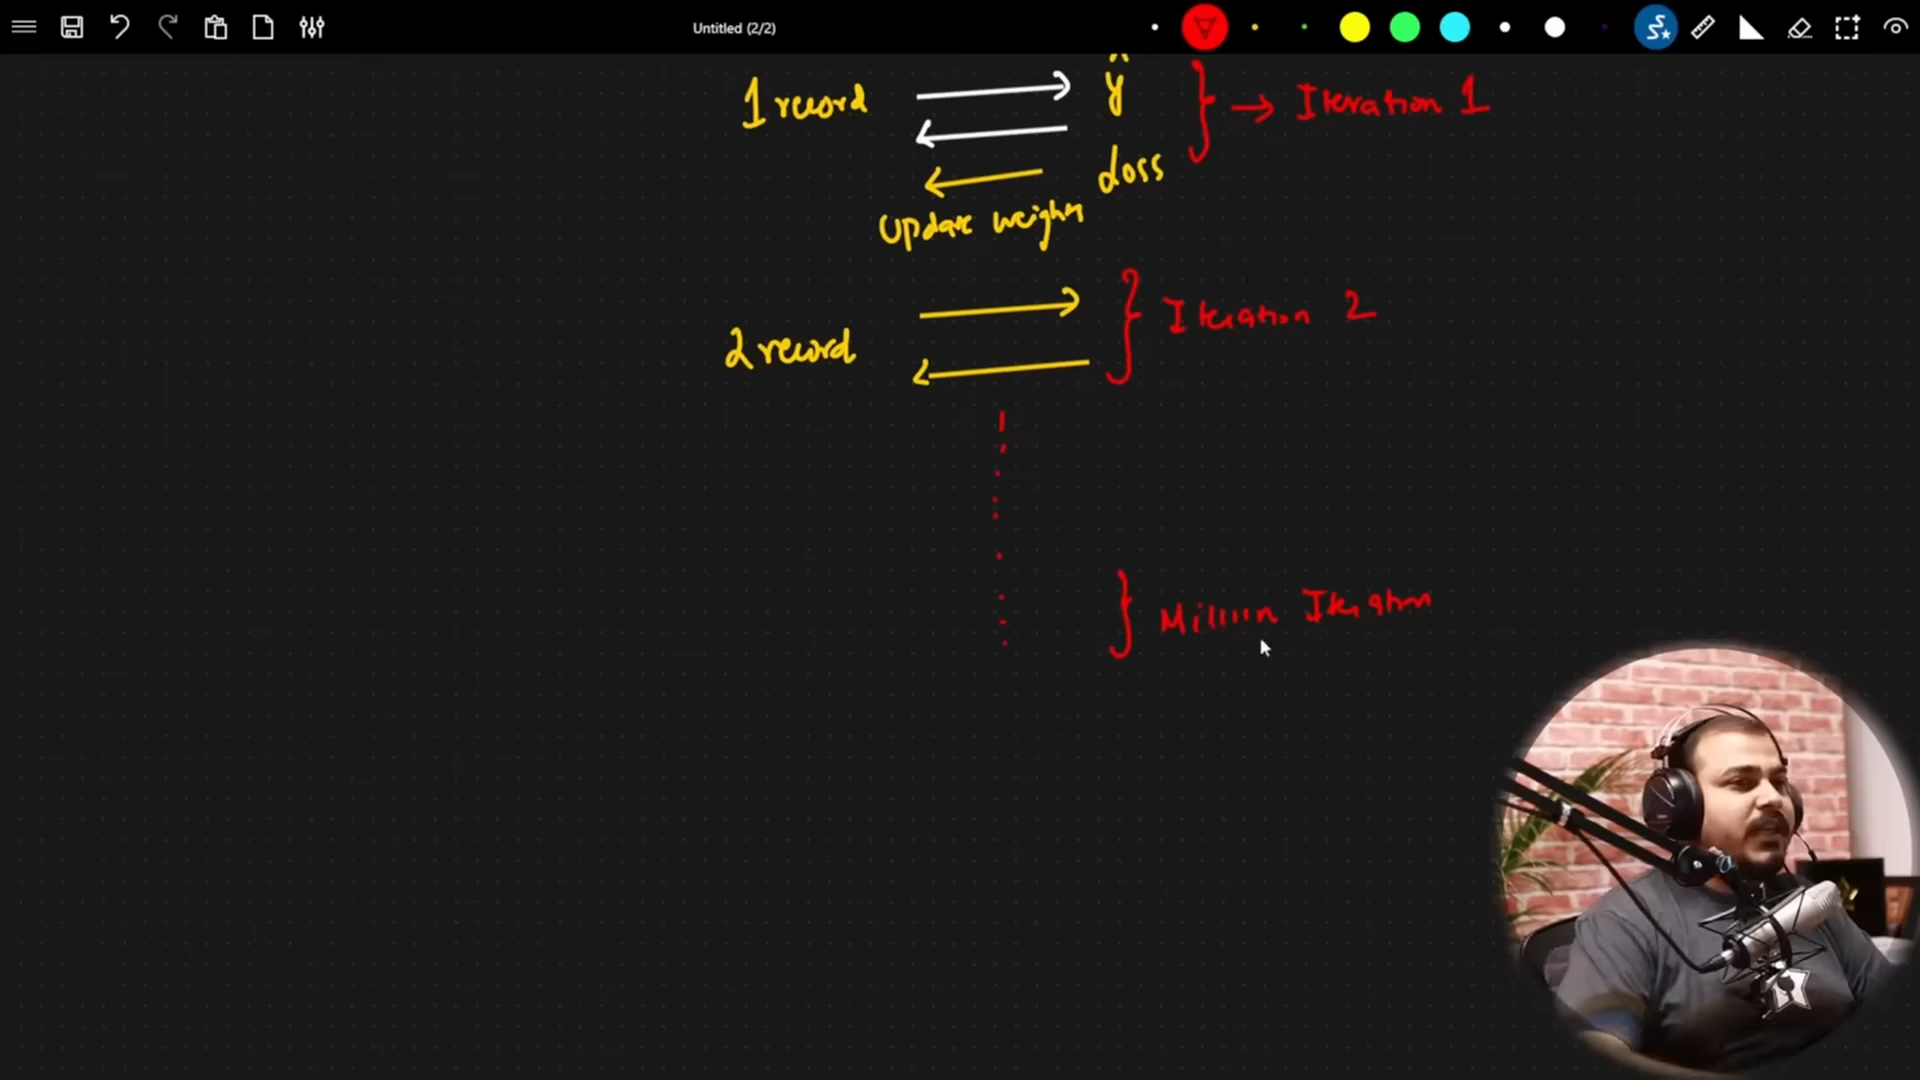 Untitled (2/2)
1 record ŷ } → Iteration 1
Loss
Update weights
2 record } Iteration 2
} Million Iteration